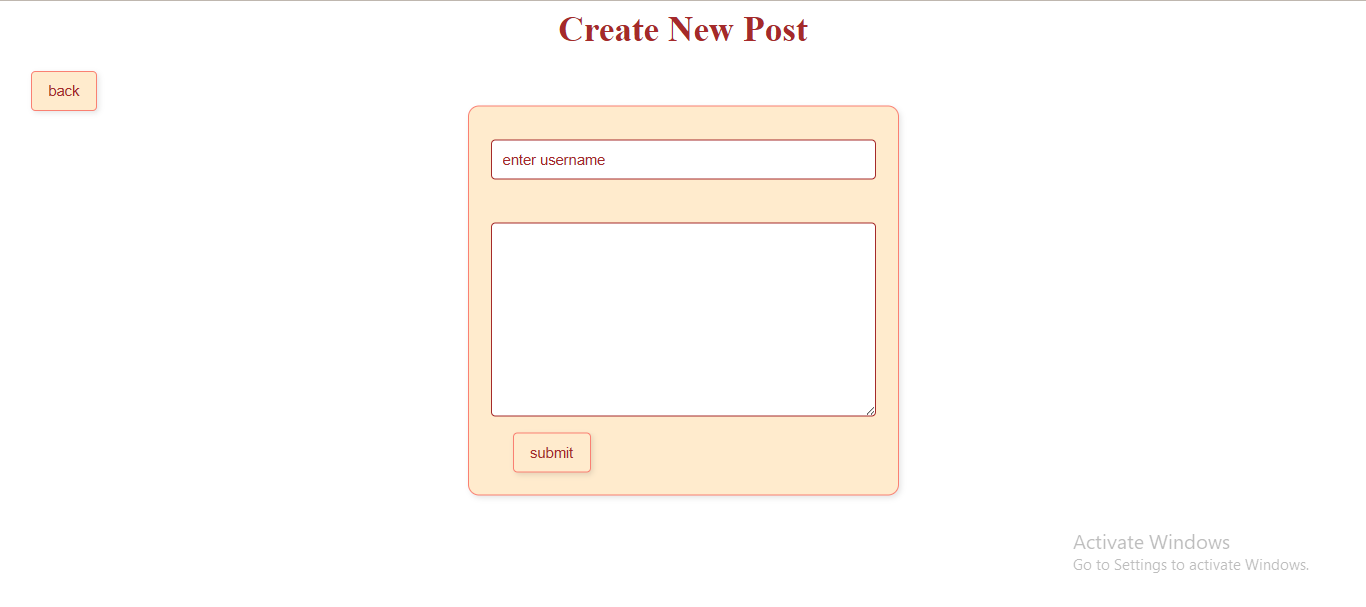 Create New Post
back
enter username
submit
Activate Windows
Go to Settings to activate Windows.